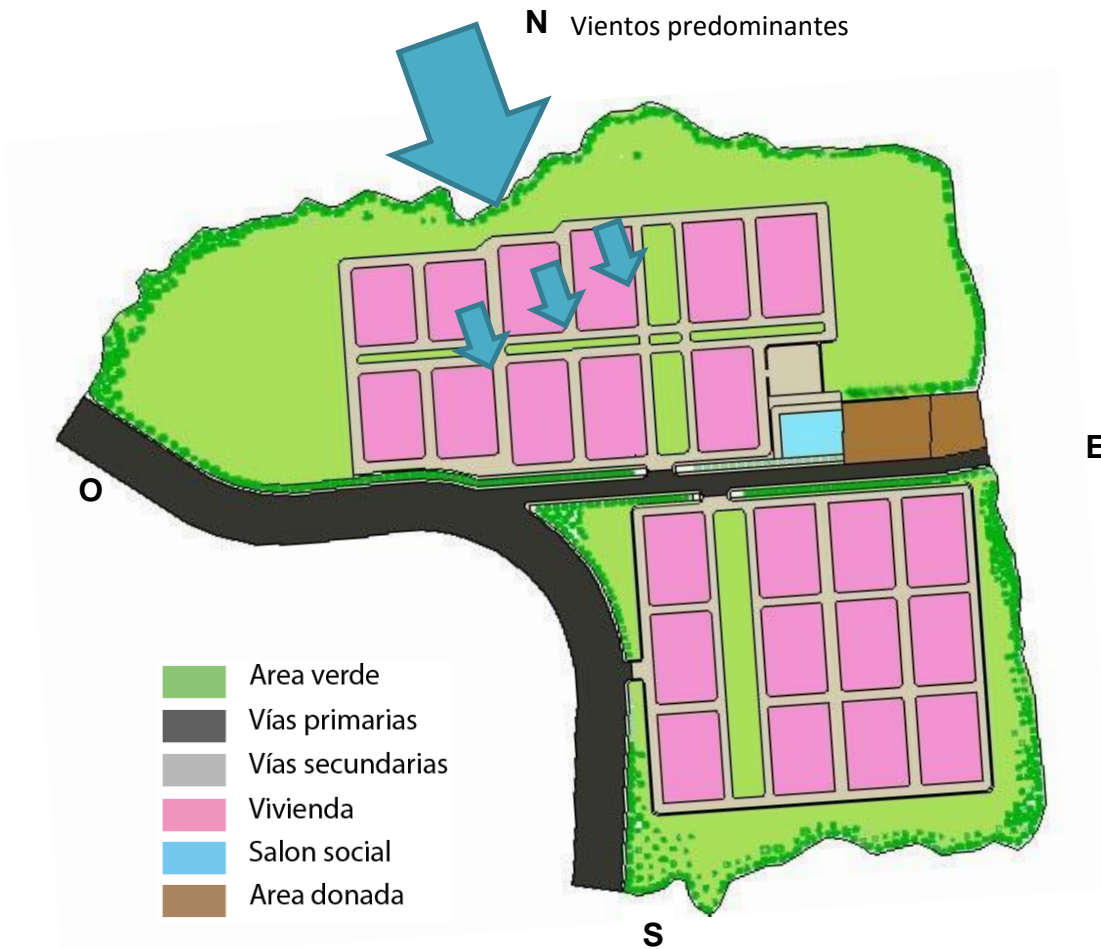 N Vientos predominantes
E
O
Area verde
Vías primarias
Vías secundarias
Vivienda
Salon social
Area donada
S